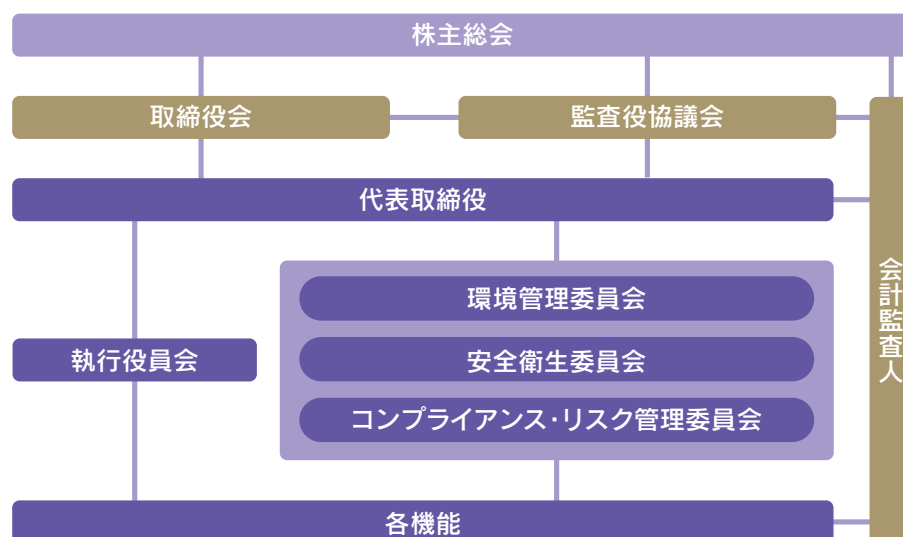 株主総会
取締役会
監査役協議会
代表取締役
会計監査人
環境管理委員会
執行役員会
安全衛生委員会
コンプライアンス・リスク管理委員会
各機能